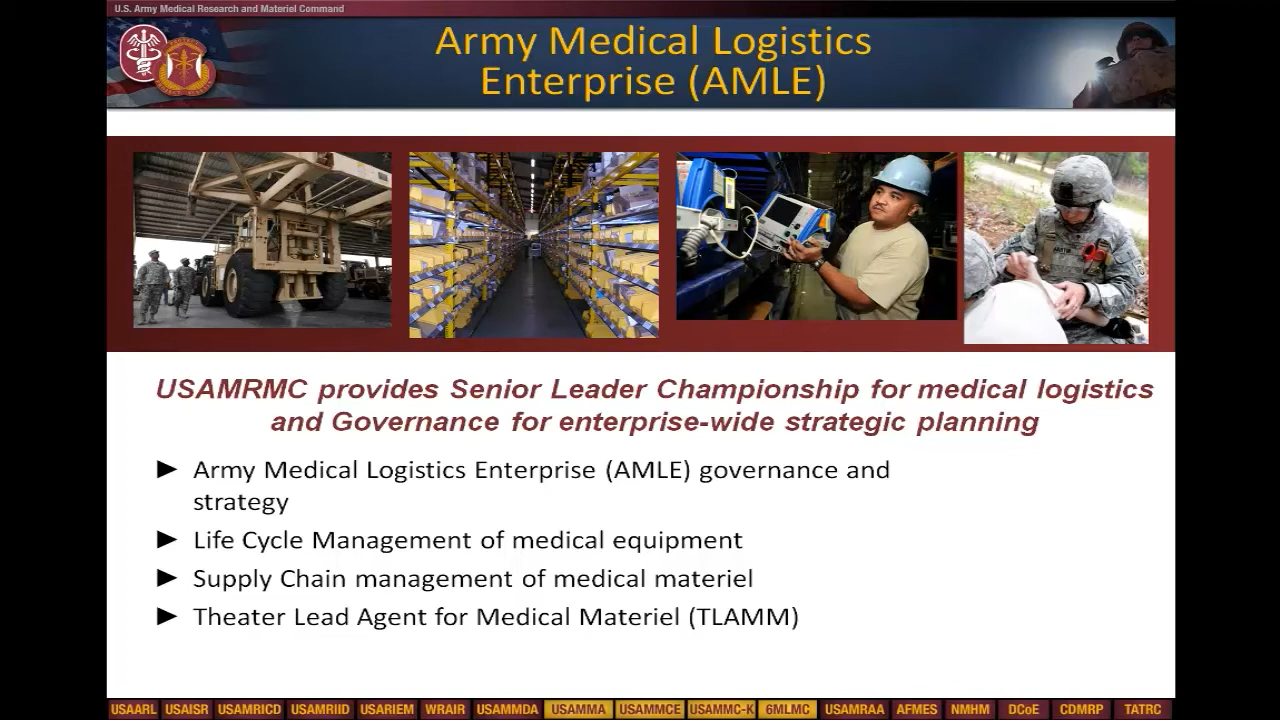 U.S. Army Medical Research and Materiel Command
Army Medical Logistics
Enterprise (AMLE)
USAMRMC provides Senior Leader Championship for medical logistics
and Governance for enterprise-wide strategic planning
► Army Medical Logistics Enterprise (AMLE) governance and
strategy
► Life Cycle Management of medical equipment
► Supply Chain management of medical materiel
► Theater Lead Agent for Medical Materiel (TLAMM)
USAARL USAISR USAMRICD USAMRIID USARIEM WRAIR USAMMDA USAMMA USAMMCE USAMMC-K 6MLMC USAMRAA AFMES NMHM DCoE CDMRP TATRC